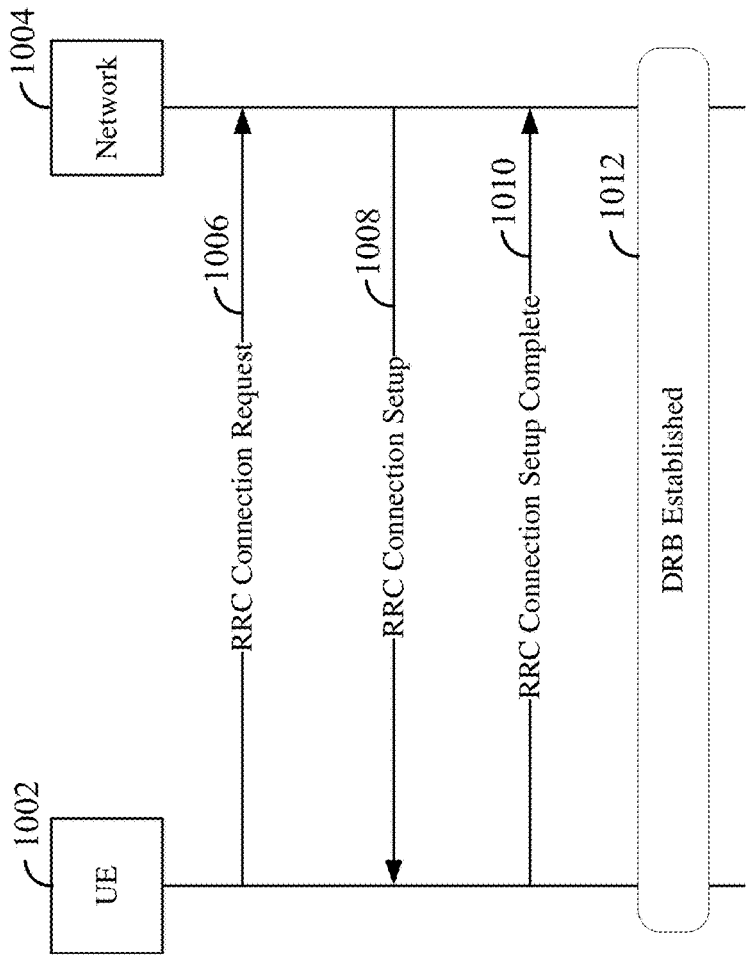 1002
UE
1004
Network
1006
RRC Connection Request
1008
RRC Connection Setup
1010
RRC Connection Setup Complete
1012
DRB Established